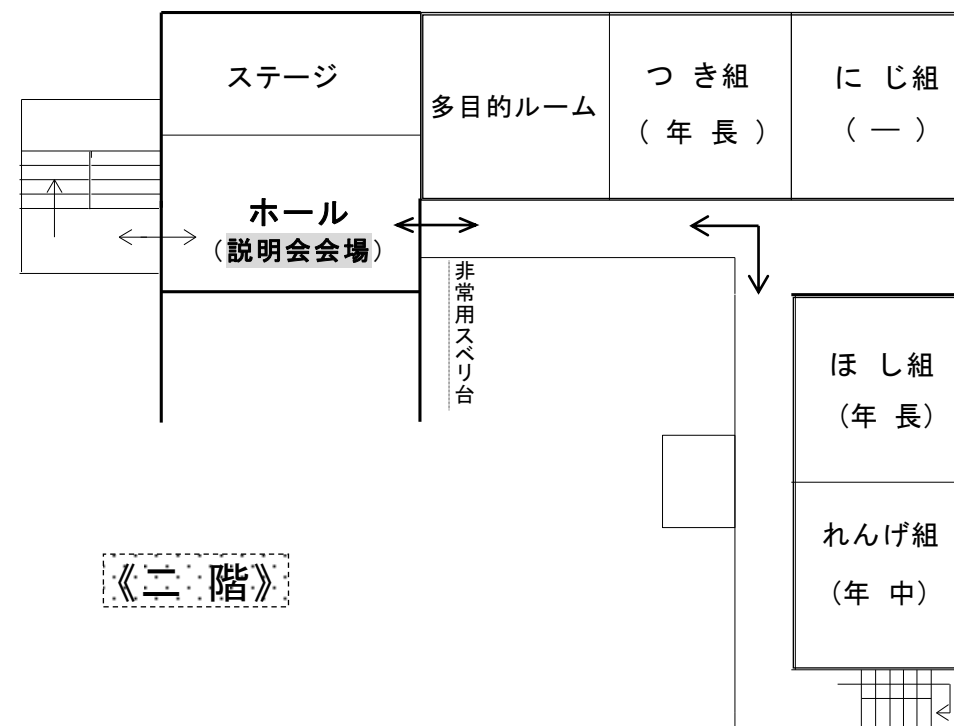 ステージ
多目的ルーム
つ き組
（ 年 長 ）
に じ組
（ ― ）
ホール
（説明会会場）
非常用スベリ台
ほ し組
（年 長）
れんげ組
（年 中）
《二 階》